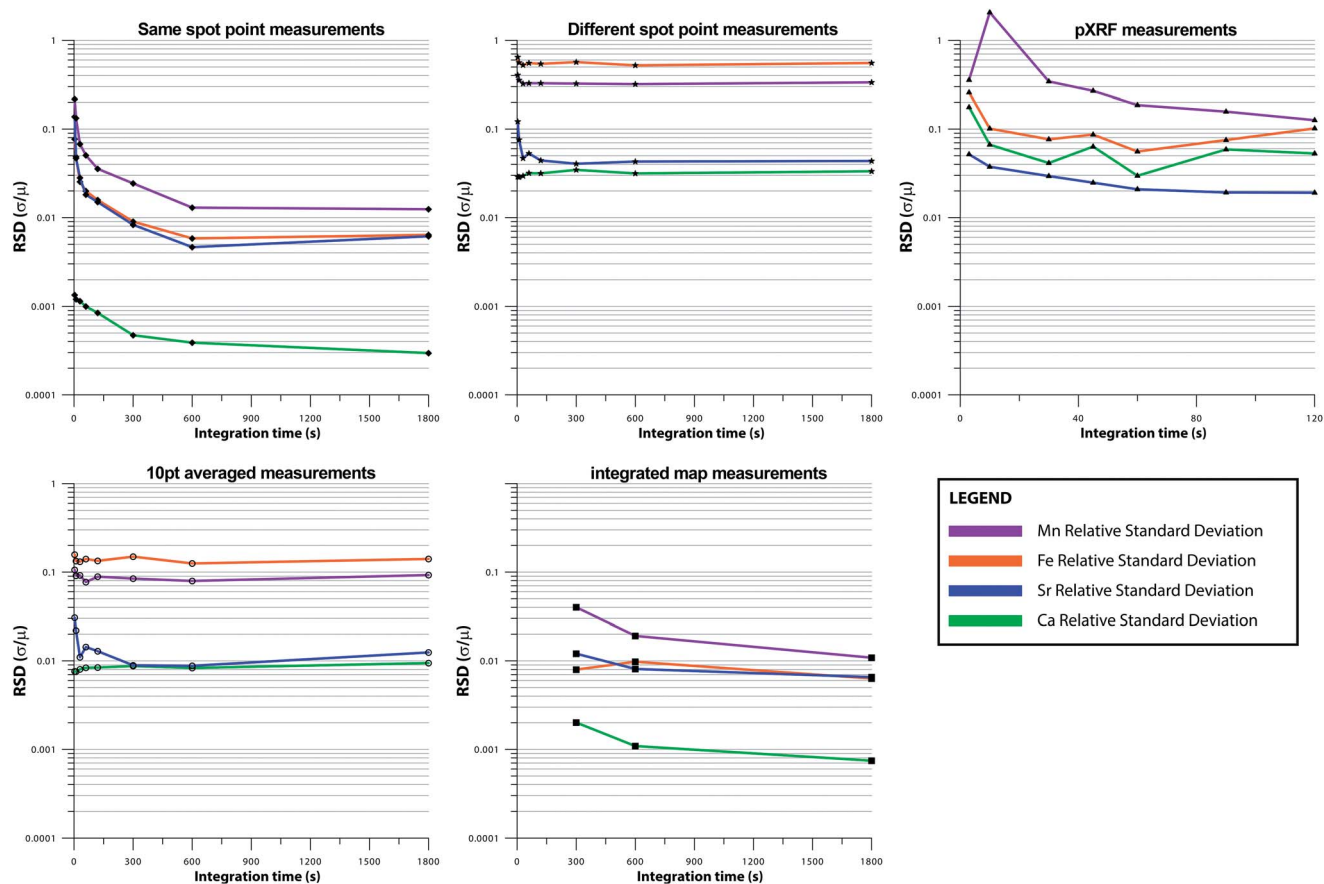 Same spot point measurements
1
0.1
0.01
0.001
0.0001
RSD (σ/μ)
0 300 600 900 1200 1500 1800
Integration time (s)
Different spot point measurements
1
0.1
0.01
0.001
0.0001
RSD (σ/μ)
0 300 600 900 1200 1500 1800
Integration time (s)
pXRF measurements
1
0.1
0.01
0.001
0.0001
RSD (σ/μ)
0 40 80 120
Integration time (s)
10pt averaged measurements
1
0.1
0.01
0.001
0.0001
RSD (σ/μ)
0 300 600 900 1200 1500 1800
Integration time (s)
integrated map measurements
1
0.1
0.01
0.001
0.0001
RSD (σ/μ)
0 300 600 900 1200 1500 1800
Integration time (s)
LEGEND
Mn Relative Standard Deviation
Fe Relative Standard Deviation
Sr Relative Standard Deviation
Ca Relative Standard Deviation